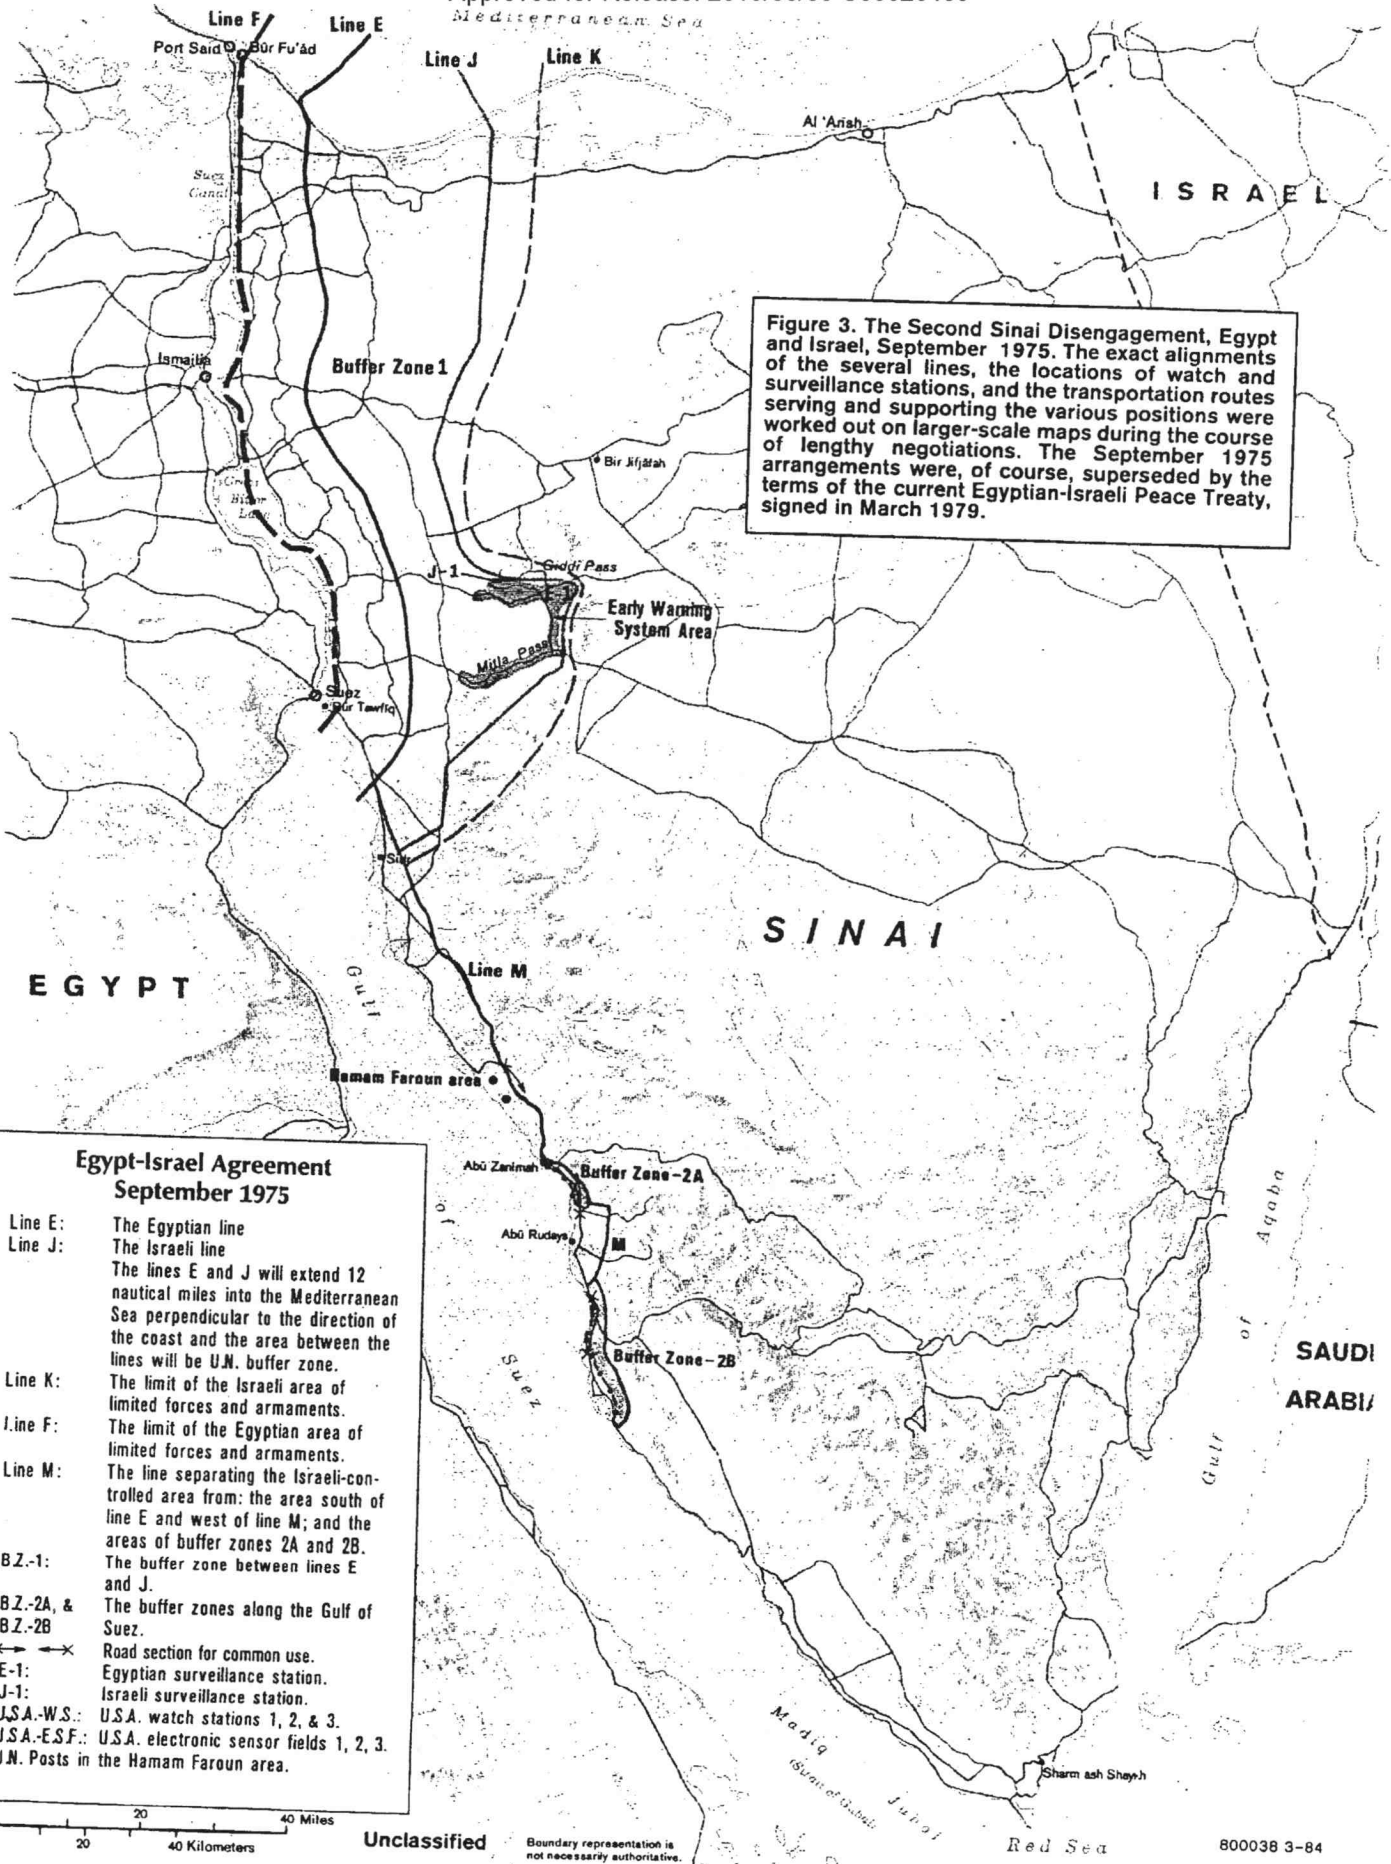 Mediterranean Sea
Line F
Line E
Port Said
Bûr Fu'ád
Line J
Line K
Al 'Arish
Suez
Canal
ISRAEL
Figure 3. The Second Sinai Disengagement, Egypt
and Israel, September 1975. The exact alignments
of the several lines, the locations of watch and
surveillance stations, and the transportation routes
serving and supporting the various positions were
worked out on larger-scale maps during the course
of lengthy negotiations. The September 1975
arrangements were, of course, superseded by the
terms of the current Egyptian-Israeli Peace Treaty,
signed in March 1979.
Ismailia
Buffer Zone 1
Bir Jifjāfah
Great
Bitter
Lake
J-1
Giddi Pass
E-1
Early Warning
System Area
Mitla Pass
Suez
Bûr Tawfîq
Sudr
SINAI
EGYPT
Gulf
Line M
Hamam Faroun area
Abû Zanîmah
Buffer Zone-2A
of
Abû Rudays
M
Suez
Buffer Zone-2B
Aqaba
of
Gulf
SAUDI
ARABIA
Egypt-Israel Agreement
September 1975
Line E: The Egyptian line
Line J: The Israeli line
The lines E and J will extend 12
nautical miles into the Mediterranean
Sea perpendicular to the direction of
the coast and the area between the
lines will be U.N. buffer zone.
Line K: The limit of the Israeli area of
limited forces and armaments.
Line F: The limit of the Egyptian area of
limited forces and armaments.
Line M: The line separating the Israeli-con-
trolled area from: the area south of
line E and west of line M; and the
areas of buffer zones 2A and 2B.
B.Z.-1: The buffer zone between lines E
and J.
B.Z.-2A, & The buffer zones along the Gulf of
B.Z.-2B Suez.
Road section for common use.
E-1: Egyptian surveillance station.
J-1: Israeli surveillance station.
U.S.A.-W.S.: U.S.A. watch stations 1, 2, & 3.
U.S.A.-E.S.F.: U.S.A. electronic sensor fields 1, 2, 3.
U.N. Posts in the Hamam Faroun area.
Madiq
Jubal
Sharm ash Shaykh
20 40 Miles
20 40 Kilometers
Unclassified
Boundary representation is
not necessarily authoritative.
Red Sea
800038 3-84